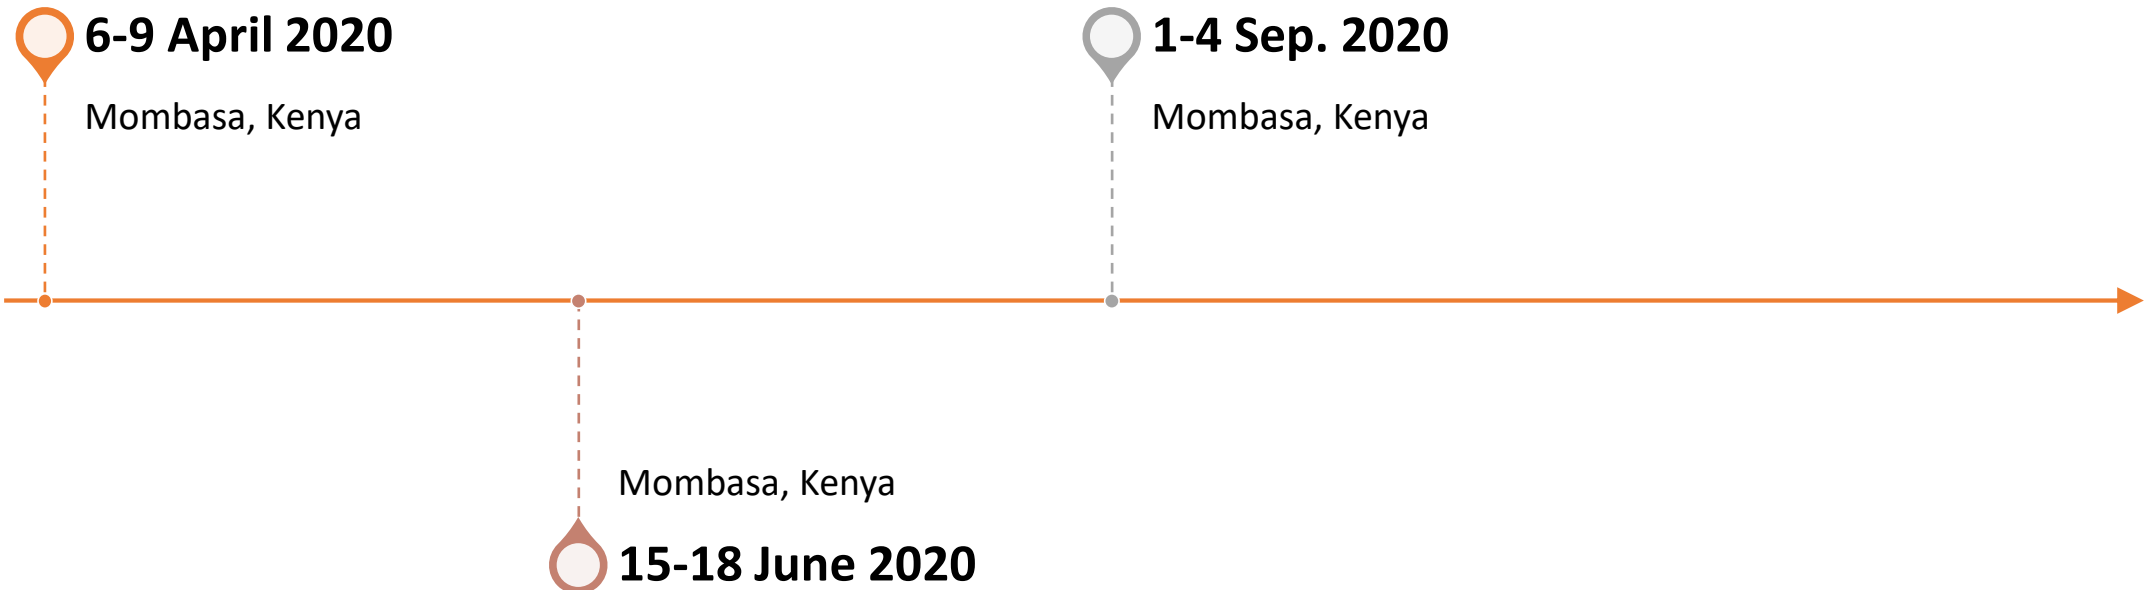 6-9 April 2020
Mombasa, Kenya
Mombasa, Kenya
15-18 June 2020
1-4 Sep. 2020
Mombasa, Kenya